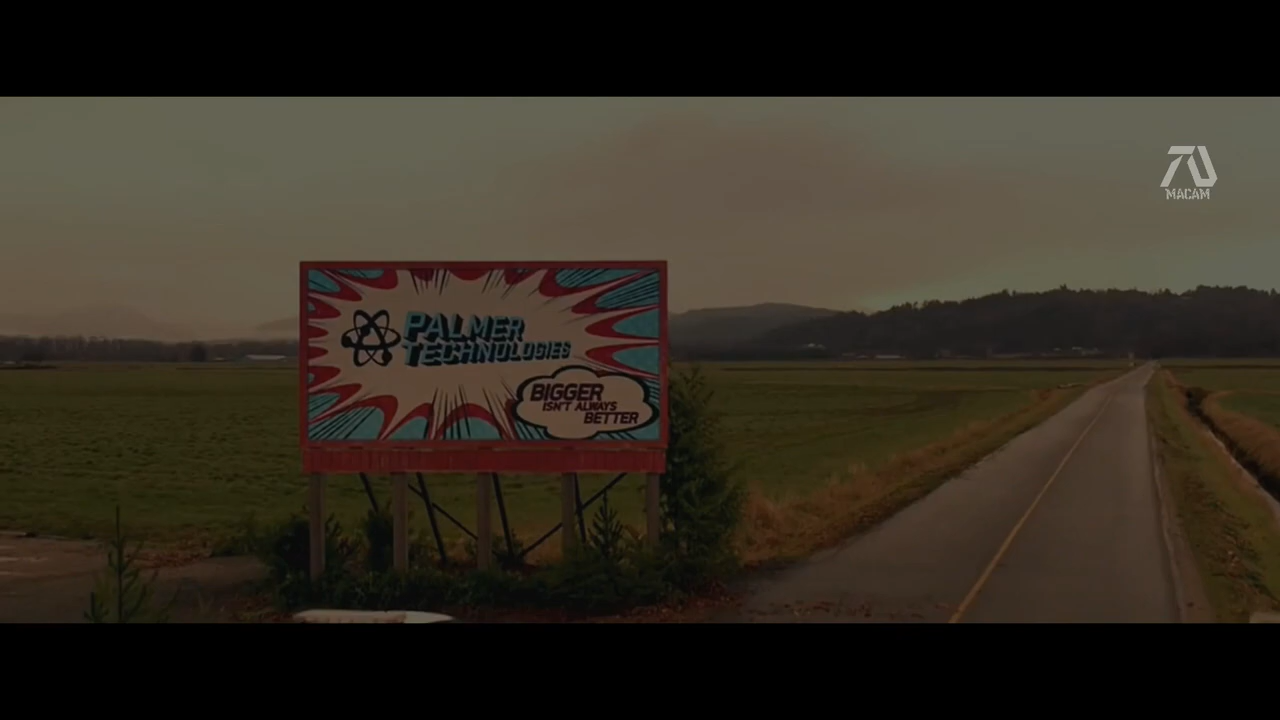 MACAM
PALMER
TECHNOLOGIES
BIGGER
ISN'T ALWAYS
BETTER